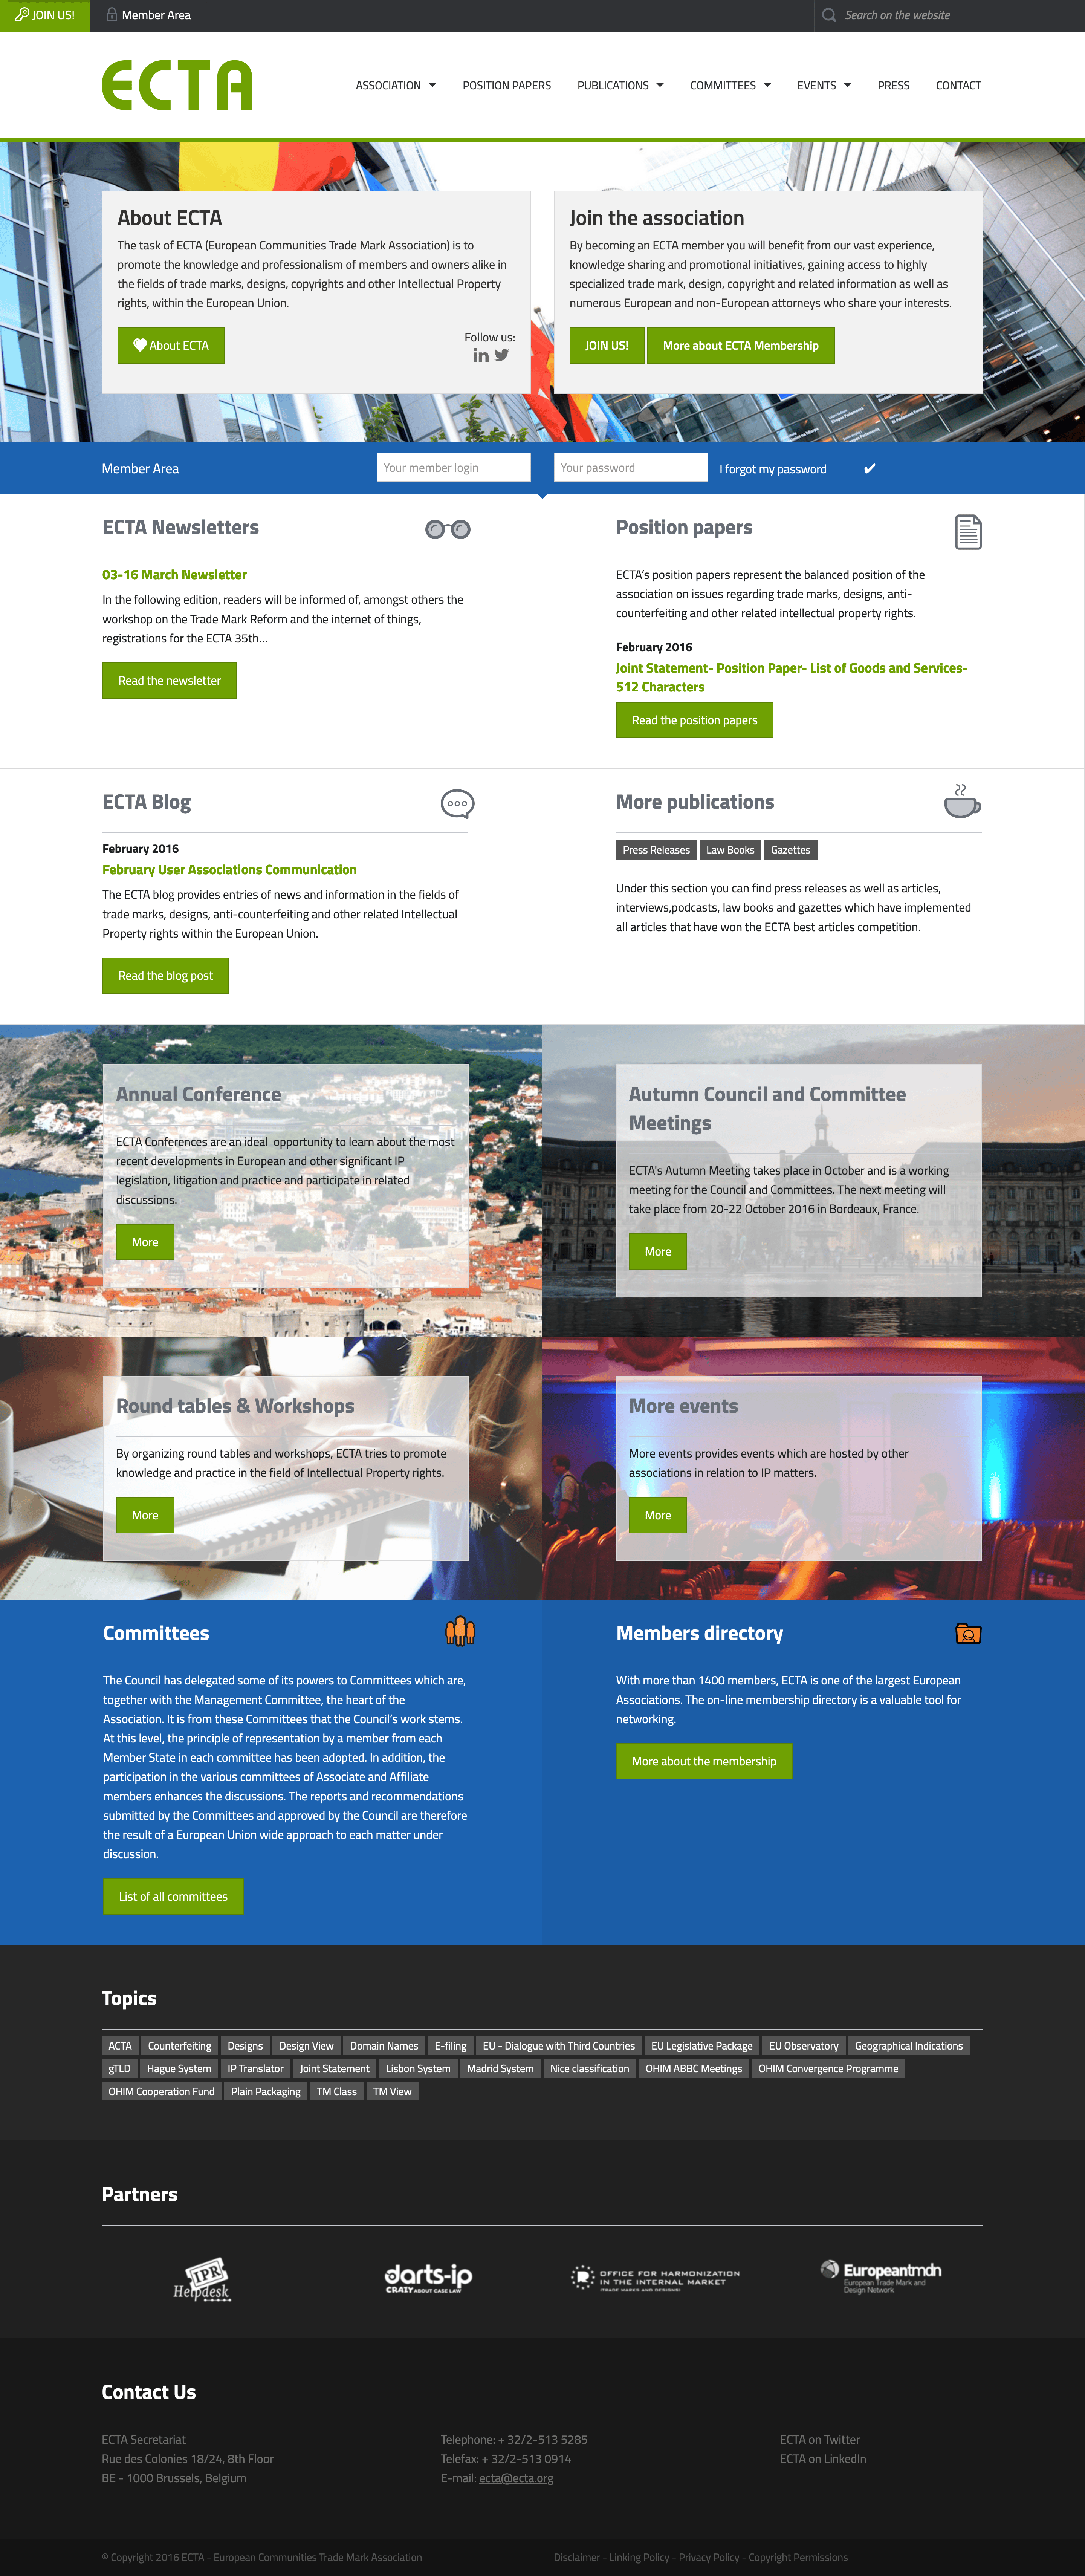 JOIN US!
Member Area
Search on the website
ECTA
ASSOCIATION
POSITION PAPERS
PUBLICATIONS
COMMITTEES
EVENTS
PRESS
CONTACT
About ECTA
The task of ECTA (European Communities Trade Mark Association) is to
promote the knowledge and professionalism of members and owners alike in
the fields of trade marks, designs, copyrights and other Intellectual Property
rights, within the European Union.
About ECTA
Follow us:
in
Join the association
By becoming an ECTA member you will benefit from our vast experience,
knowledge sharing and promotional initiatives, gaining access to highly
specialized trade mark, design, copyright and related information as well as
numerous European and non-European attorneys who share your interests.
JOIN US!
More about ECTA Membership
Member Area
Your member login
Your password
I forgot my password
ECTA Newsletters
03-16 March Newsletter
In the following edition, readers will be informed of, amongst others the
workshop on the Trade Mark Reform and the internet of things,
registrations for the ECTA 35th...
Read the newsletter
Position papers
ECTA's position papers represent the balanced position of the
association on issues regarding trade marks, designs, anti-
counterfeiting and other related intellectual property rights.
February 2016
Joint Statement- Position Paper- List of Goods and Services-
512 Characters
Read the position papers
ECTA Blog
February 2016
February User Associations Communication
The ECTA blog provides entries of news and information in the fields of
trade marks, designs, anti-counterfeiting and other related Intellectual
Property rights within the European Union.
Read the blog post
More publications
Press Releases
Law Books
Gazettes
Under this section you can find press releases as well as articles,
interviews,podcasts, law books and gazettes which have implemented
all articles that have won the ECTA best articles competition.
Annual Conference
ECTA Conferences are an ideal opportunity to learn about the most
recent developments in European and other significant IP
legislation, litigation and practice and participate in related
discussions.
More
Autumn Council and Committee
Meetings
ECTA's Autumn Meeting takes place in October and is a working
meeting for the Council and Committees. The next meeting will
take place from 20-22 October 2016 in Bordeaux, France.
More
Round tables & Workshops
By organizing round tables and workshops, ECTA tries to promote
knowledge and practice in the field of Intellectual Property rights.
More
More events
More events provides events which are hosted by other
associations in relation to IP matters.
More
Committees
The Council has delegated some of its powers to Committees which are,
together with the Management Committee, the heart of the
Association. It is from these Committees that the Council's work stems.
At this level, the principle of representation by a member from each
Member State in each committee has been adopted. In addition, the
participation in the various committees of Associate and Affiliate
members enhances the discussions. The reports and recommendations
submitted by the Committees and approved by the Council are therefore
the result of a European Union wide approach to each matter under
discussion.
List of all committees
Members directory
With more than 1400 members, ECTA is one of the largest European
Associations. The on-line membership directory is a valuable tool for
networking.
More about the membership
Topics
ACTA Counterfeiting Designs Design View Domain Names E-filing EU - Dialogue with Third Countries EU Legislative Package EU Observatory Geographical Indications
gTLD Hague System IP Translator Joint Statement Lisbon System Madrid System Nice classification OHIM ABBC Meetings OHIM Convergence Programme
OHIM Cooperation Fund Plain Packaging TM Class TM View
Partners
IPR
Helpdesk
darts-ip
CRAZY ABOUT CASE LAW
OFFICE FOR HARMONIZATION
IN THE INTERNAL MARKET
(TRADE MARKS AND DESIGNS)
Europeantmdn
European Trade Mark and
Design Network
Contact Us
ECTA Secretariat
Rue des Colonies 18/24, 8th Floor
BE - 1000 Brussels, Belgium
Telephone: + 32/2-513 5285
Telefax: + 32/2-513 0914
E-mail: ecta@ecta.org
ECTA on Twitter
ECTA on LinkedIn
© Copyright 2016 ECTA - European Communities Trade Mark Association
Disclaimer - Linking Policy - Privacy Policy - Copyright Permissions